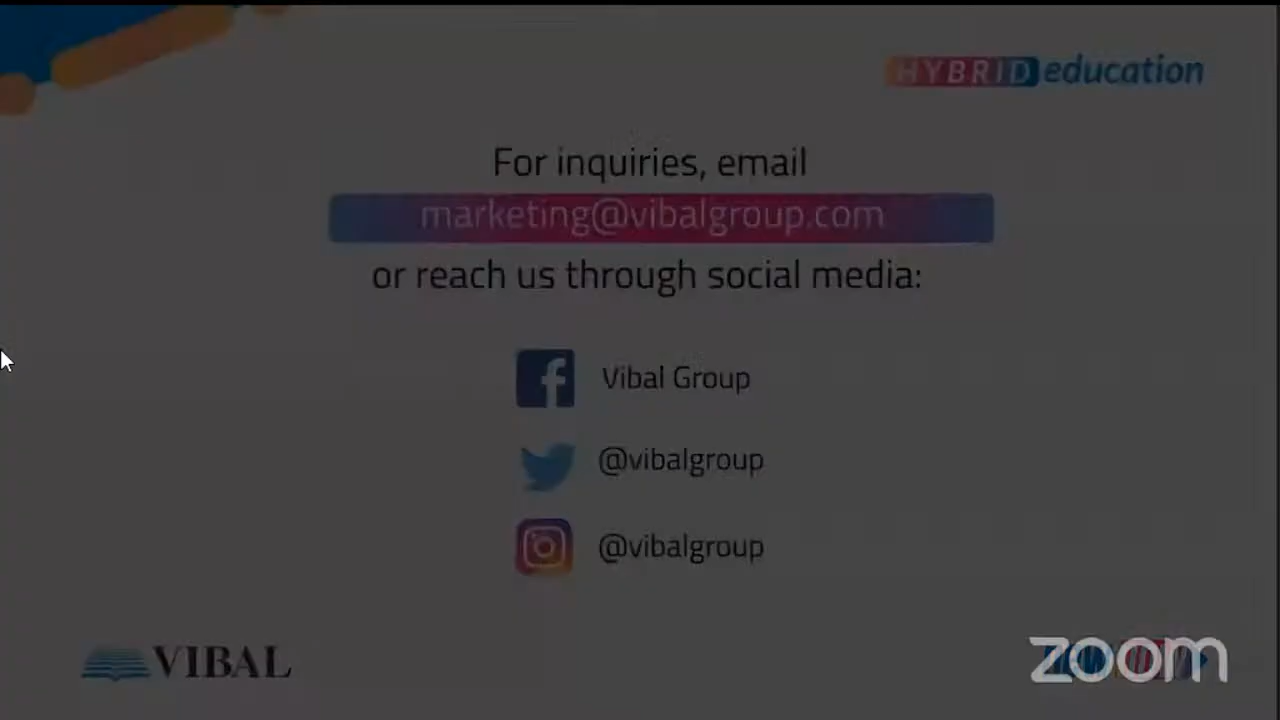 HYBRID education
For inquiries, email
marketing@vibalgroup.com
or reach us through social media:
Vibal Group
@vibalgroup
@vibalgroup
VIBAL
zoom